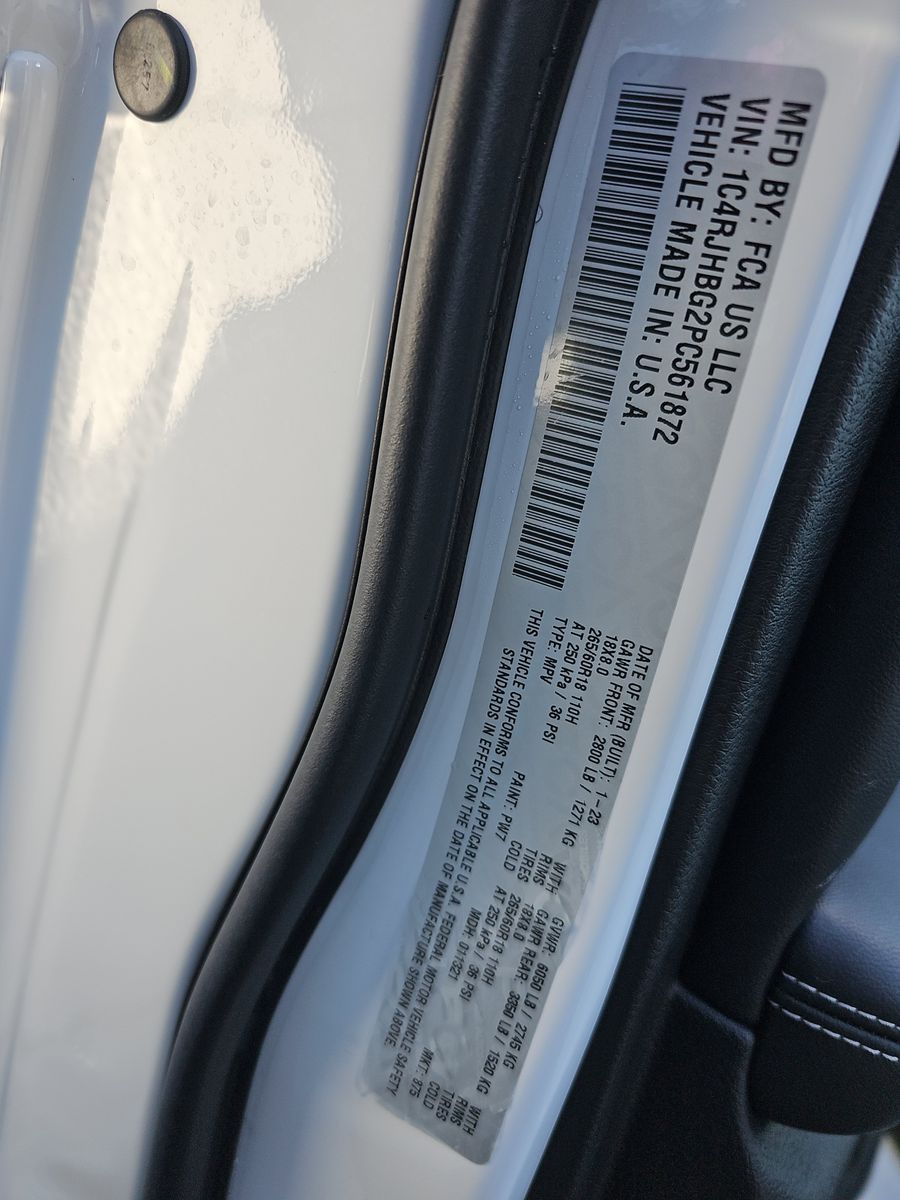 MFD BY: FCA US LLC
VIN: 1C4RJHBG2PC561872
VEHICLE MADE IN: U.S.A.
DATE OF MFR (BUILT): 1-23 GVWR: 6050 LB / 2745 KG
GAWR FRONT: 2800 LB / 1271 KG WITH GAWR REAR: 3350 LB / 1520 KG WITH
18X8.0 RIMS 18X8.0 RIMS
265/60R18 110H TIRES 265/60R18 110H TIRES
AT 250 kPa / 36 PSI COLD AT 250 kPa / 36 PSI COLD
TYPE: MPV PAINT: PW7 MDH: 011321 MKT: 875
THIS VEHICLE CONFORMS TO ALL APPLICABLE U.S.A. FEDERAL MOTOR VEHICLE SAFETY
STANDARDS IN EFFECT ON THE DATE OF MANUFACTURE SHOWN ABOVE